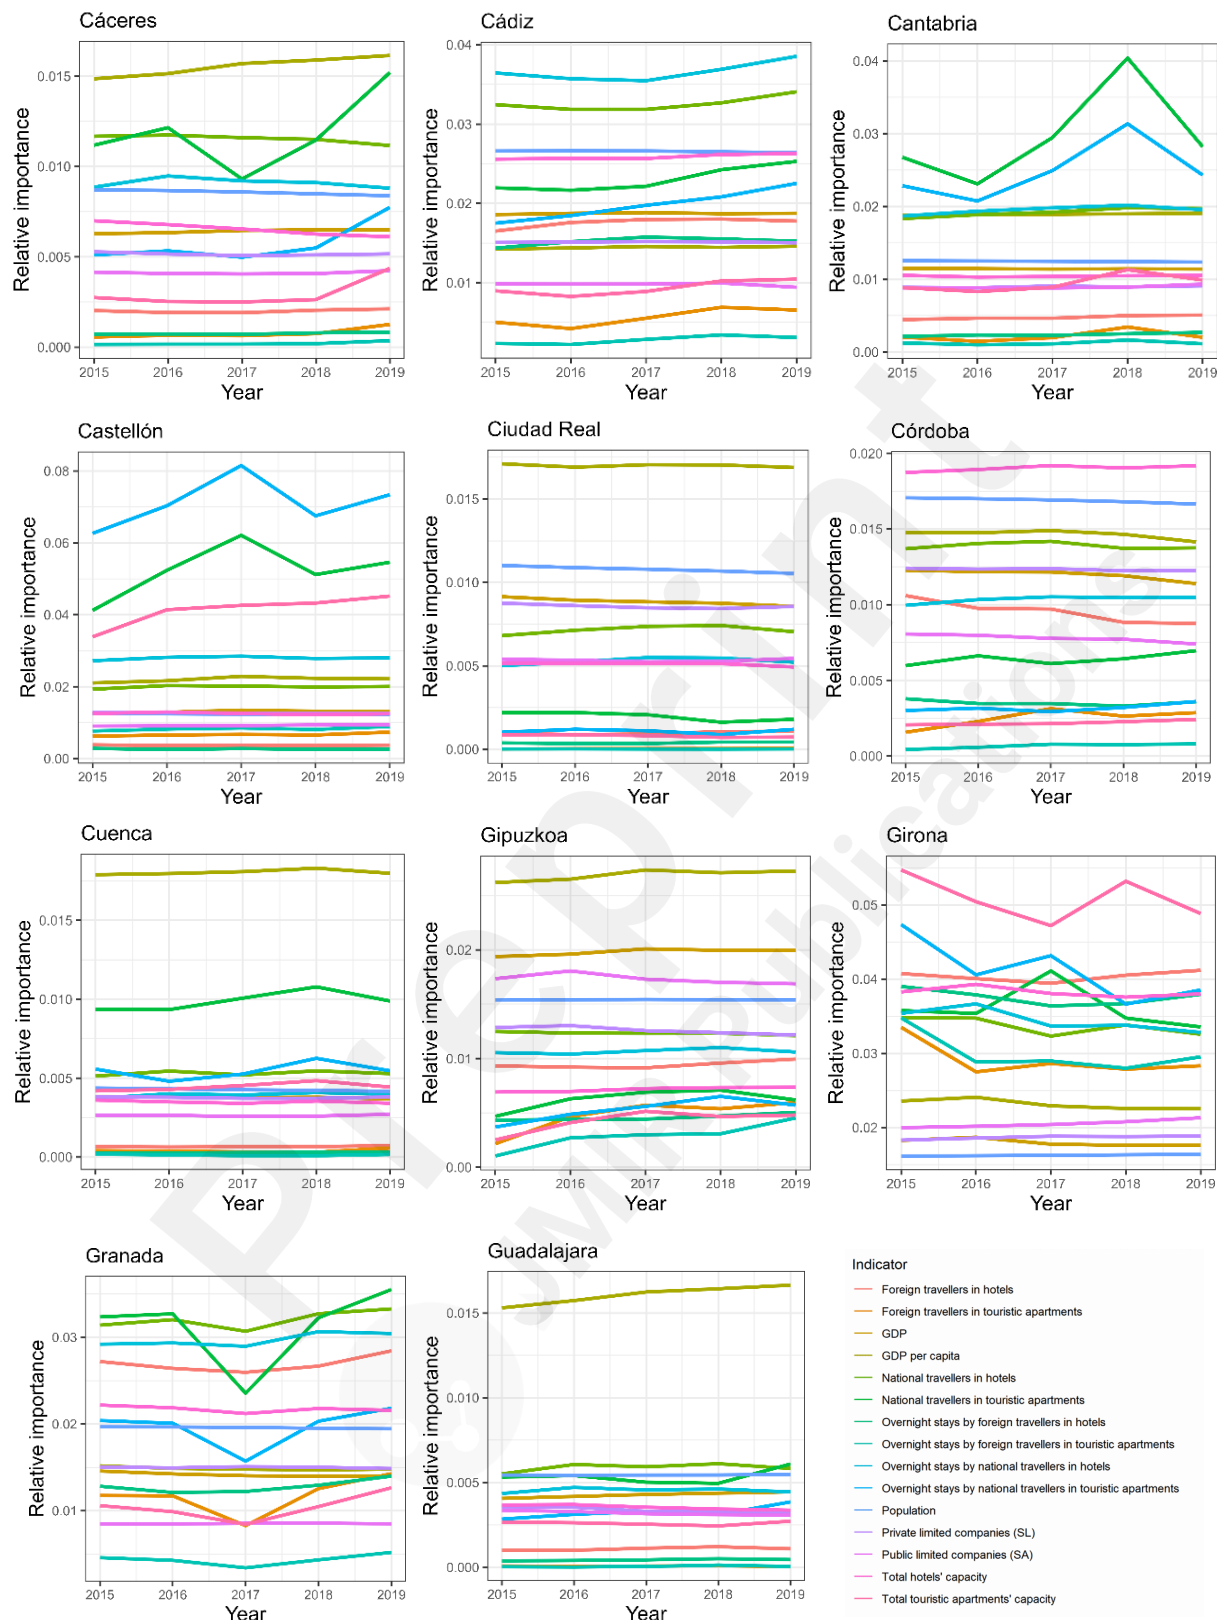 Cáceres
Cádiz
Cantabria
0.015
0.010
0.005
0.000
Relative importance
2015 2016 2017 2018 2019
Year
0.04
0.03
0.02
0.01
Relative importance
2015 2016 2017 2018 2019
Year
0.04
0.03
0.02
0.01
0.00
Relative importance
2015 2016 2017 2018 2019
Year
Castellón
Ciudad Real
Córdoba
0.08
0.06
0.04
0.02
0.00
Relative importance
2015 2016 2017 2018 2019
Year
0.015
0.010
0.005
0.000
Relative importance
2015 2016 2017 2018 2019
Year
0.020
0.015
0.010
0.005
0.000
Relative importance
2015 2016 2017 2018 2019
Year
Cuenca
Gipuzkoa
Girona
0.015
0.010
0.005
0.000
Relative importance
2015 2016 2017 2018 2019
Year
0.02
0.01
0.00
Relative importance
2015 2016 2017 2018 2019
Year
0.05
0.04
0.03
0.02
Relative importance
2015 2016 2017 2018 2019
Year
Granada
Guadalajara
0.03
0.02
0.01
Relative importance
2015 2016 2017 2018 2019
Year
0.015
0.010
0.005
0.000
Relative importance
2015 2016 2017 2018 2019
Year
Indicator
Foreign travellers in hotels
Foreign travellers in touristic apartments
GDP
GDP per capita
National travellers in hotels
National travellers in touristic apartments
Overnight stays by foreign travellers in hotels
Overnight stays by foreign travellers in touristic apartments
Overnight stays by national travellers in hotels
Overnight stays by national travellers in touristic apartments
Population
Private limited companies (SL)
Public limited companies (SA)
Total hotels' capacity
Total touristic apartments' capacity
Preprint
JMIR Publications